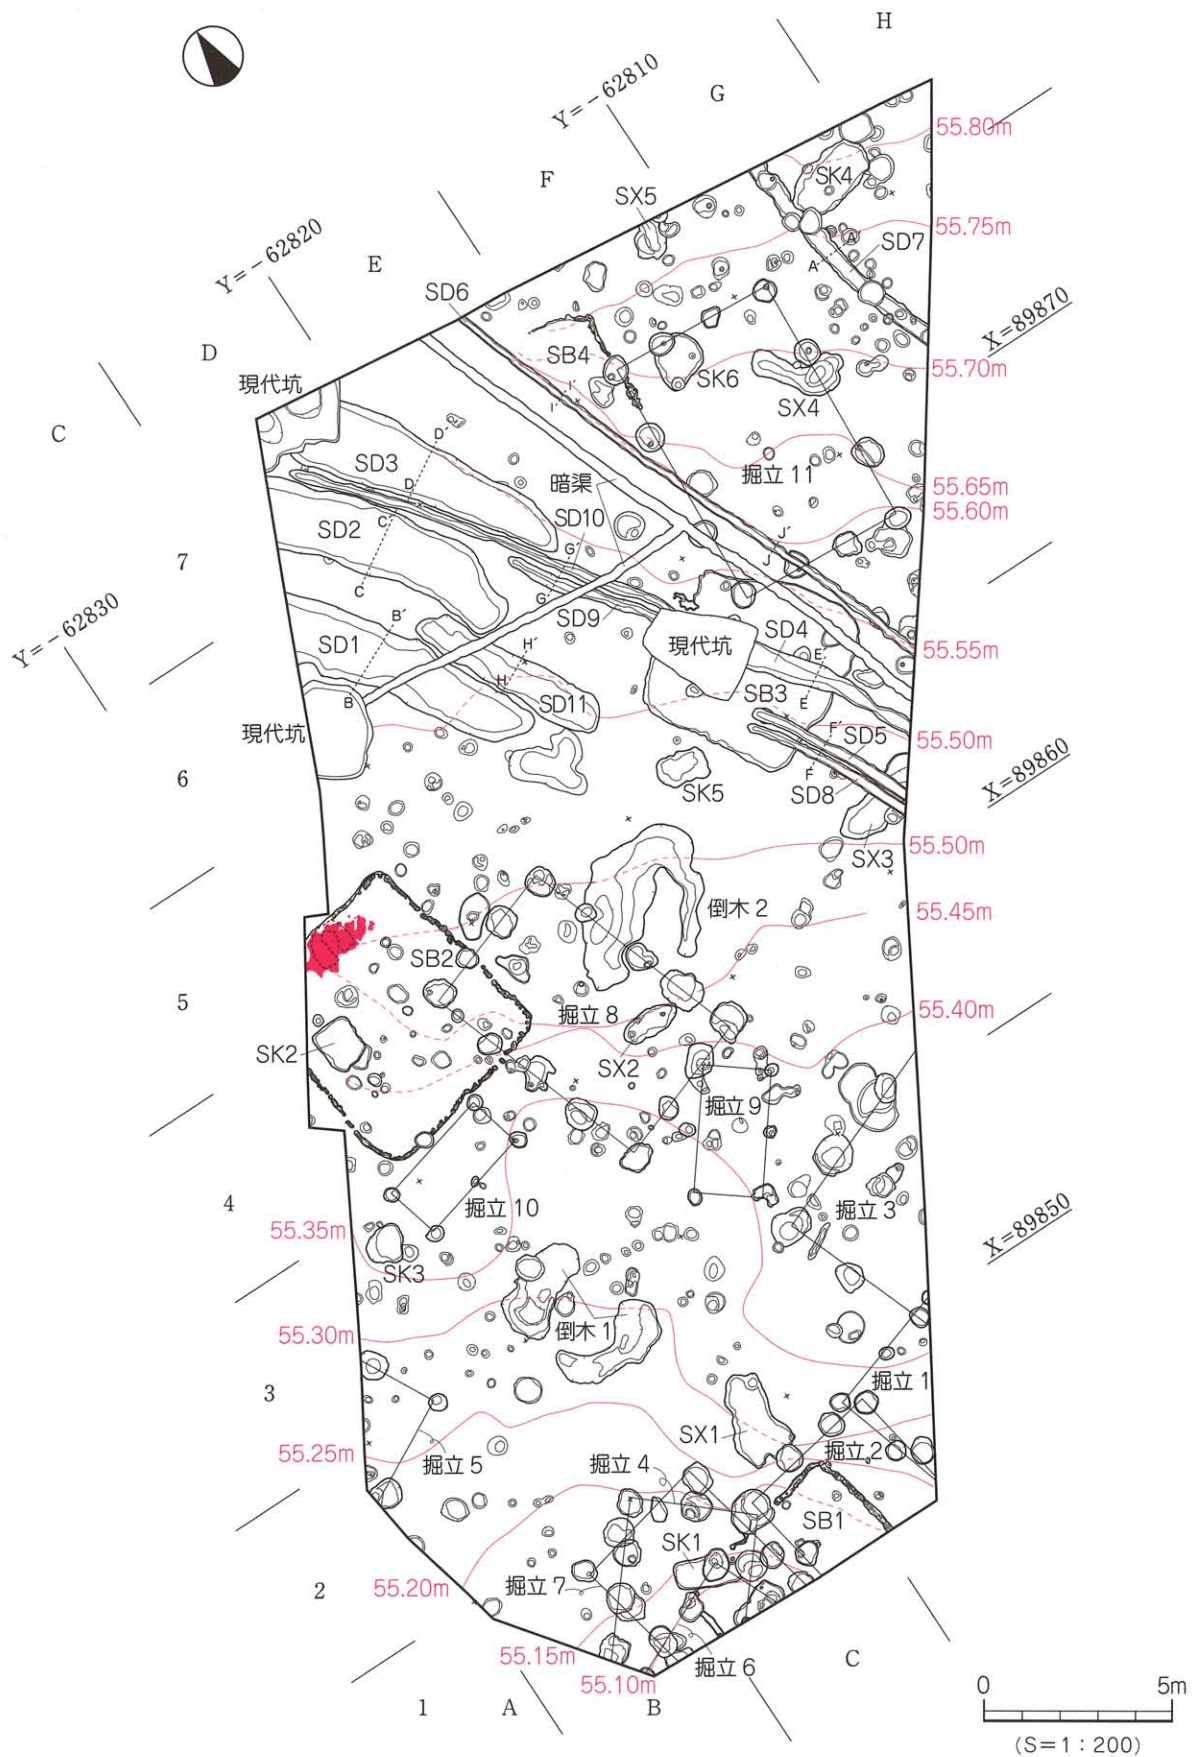 H
Y=-62810
G
55.80m
F
SK4
SX5
55.75m
Y=-62820
SD7
A
A´
E
SD6
X=89870
D
SB4
SK6
55.70m
現代坑
I´
I´
SX4
C
D´
SD3
暗渠
掘立11
55.65m
D
SD10
55.60m
C´
SD2
J´
J
G´
7
C
G
SD9
SD4
Y=-62830
B´
現代坑
SD1
H´
E´
55.55m
H
SB3
B
SD11
E
現代坑
F´
SD5
55.50m
X=89860
6
F
SK5
SD8
SX3
55.50m
倒木2
55.45m
SB2
5
掘立8
55.40m
SK2
SX2
掘立9
4
掘立10
掘立3
55.35m
X=89850
SK3
55.30m
倒木1
3
掘立1
SX1
55.25m
掘立5
掘立4
掘立2
SB1
SK1
2
55.20m
掘立7
55.15m
掘立6
C
55.10m
1
A
B
0
5m
(S=1:200)